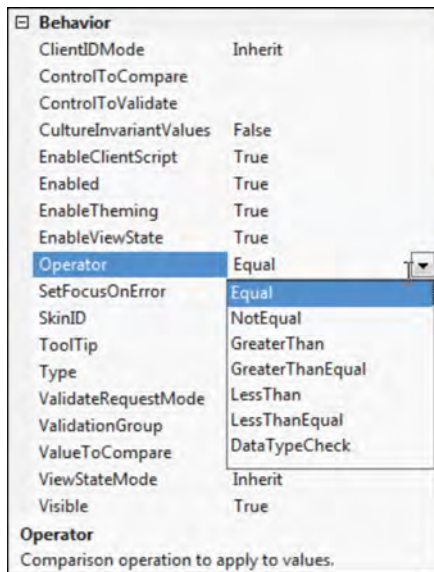 Behavior
ClientIDMode Inherit
ControlToCompare
ControlToValidate
CultureInvariantValues False
EnableClientScript True
Enabled True
EnableTheming True
EnableViewState True
Operator Equal
SetFocusOnError Equal
SkinID NotEqual
ToolTip GreaterThan
Type GreaterThanEqual
ValidateRequestMode LessThan
ValidationGroup LessThanEqual
ValueToCompare DataTypeCheck
ViewStateMode Inherit
Visible True
Operator
Comparison operation to apply to values.